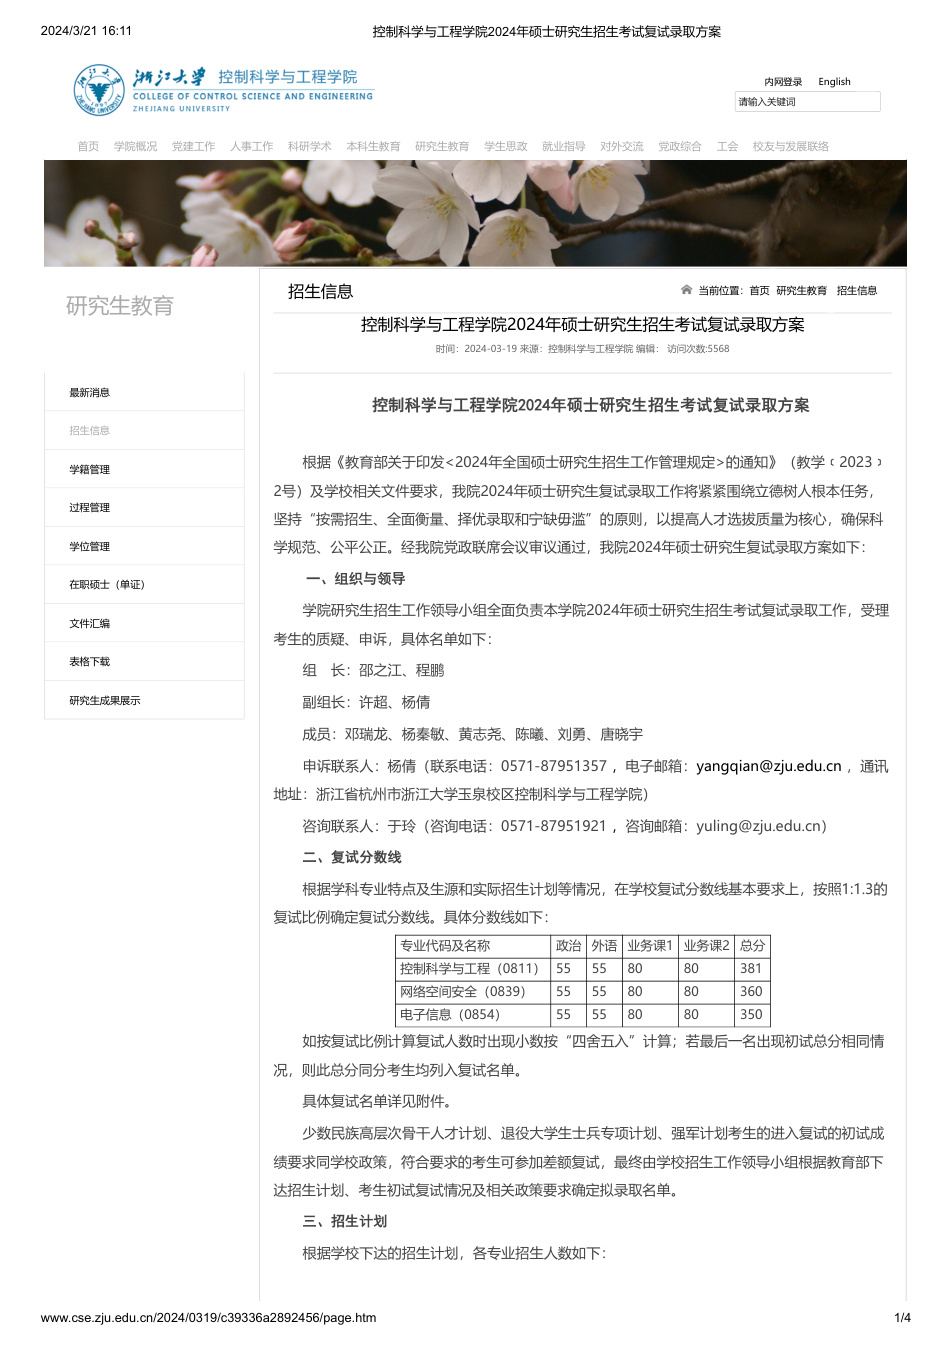 2024/3/21 16:11
控制科学与工程学院2024年硕士研究生招生考试复试录取方案
浙江大学 控制科学与工程学院
COLLEGE OF CONTROL SCIENCE AND ENGINEERING
ZHEJIANG UNIVERSITY
内网登录 English
请输入关键词
首页 学院概况 党建工作 人事工作 科研学术 本科生教育 研究生教育 学生思政 就业指导 对外交流 党政综合 工会 校友与发展联络
研究生教育
最新消息
招生信息
学籍管理
过程管理
学位管理
在职硕士（单证）
文件汇编
表格下载
研究生成果展示
招生信息
当前位置：首页 研究生教育 招生信息
控制科学与工程学院2024年硕士研究生招生考试复试录取方案
时间：2024-03-19 来源：控制科学与工程学院 编辑： 访问次数:5568
控制科学与工程学院2024年硕士研究生招生考试复试录取方案
根据《教育部关于印发<2024年全国硕士研究生招生工作管理规定>的通知》（教学﹝2023﹞
2号）及学校相关文件要求，我院2024年硕士研究生复试录取工作将紧紧围绕立德树人根本任务，
坚持“按需招生、全面衡量、择优录取和宁缺毋滥”的原则，以提高人才选拔质量为核心，确保科
学规范、公平公正。经我院党政联席会议审议通过，我院2024年硕士研究生复试录取方案如下：
一、组织与领导
学院研究生招生工作领导小组全面负责本学院2024年硕士研究生招生考试复试录取工作，受理
考生的质疑、申诉，具体名单如下：
组　长：邵之江、程鹏
副组长：许超、杨倩
成员：邓瑞龙、杨秦敏、黄志尧、陈曦、刘勇、唐晓宇
申诉联系人：杨倩（联系电话：0571-87951357 ，电子邮箱：yangqian@zju.edu.cn ，通讯
地址：浙江省杭州市浙江大学玉泉校区控制科学与工程学院）
咨询联系人：于玲（咨询电话：0571-87951921 ，咨询邮箱：yuling@zju.edu.cn）
二、复试分数线
根据学科专业特点及生源和实际招生计划等情况，在学校复试分数线基本要求上，按照1:1.3的
复试比例确定复试分数线。具体分数线如下：
专业代码及名称 政治 外语 业务课1 业务课2 总分
控制科学与工程（0811） 55 55 80 80 381
网络空间安全（0839） 55 55 80 80 360
电子信息（0854） 55 55 80 80 350
如按复试比例计算复试人数时出现小数按“四舍五入”计算；若最后一名出现初试总分相同情
况，则此总分同分考生均列入复试名单。
具体复试名单详见附件。
少数民族高层次骨干人才计划、退役大学生士兵专项计划、强军计划考生的进入复试的初试成
绩要求同学校政策，符合要求的考生可参加差额复试，最终由学校招生工作领导小组根据教育部下
达招生计划、考生初试复试情况及相关政策要求确定拟录取名单。
三、招生计划
根据学校下达的招生计划，各专业招生人数如下：
www.cse.zju.edu.cn/2024/0319/c39336a2892456/page.htm
1/4